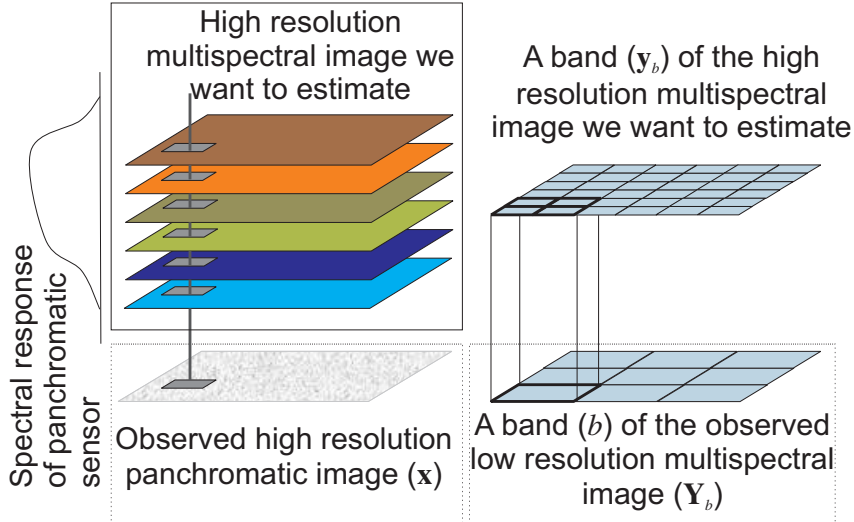 High resolution
multispectral image we
want to estimate
A band (y_b) of the high
resolution multispectral
image we want to estimate
Spectral response
of panchromatic
sensor
Observed high resolution
panchromatic image (x)
A band (b) of the observed
low resolution multispectral
image (Y_b)